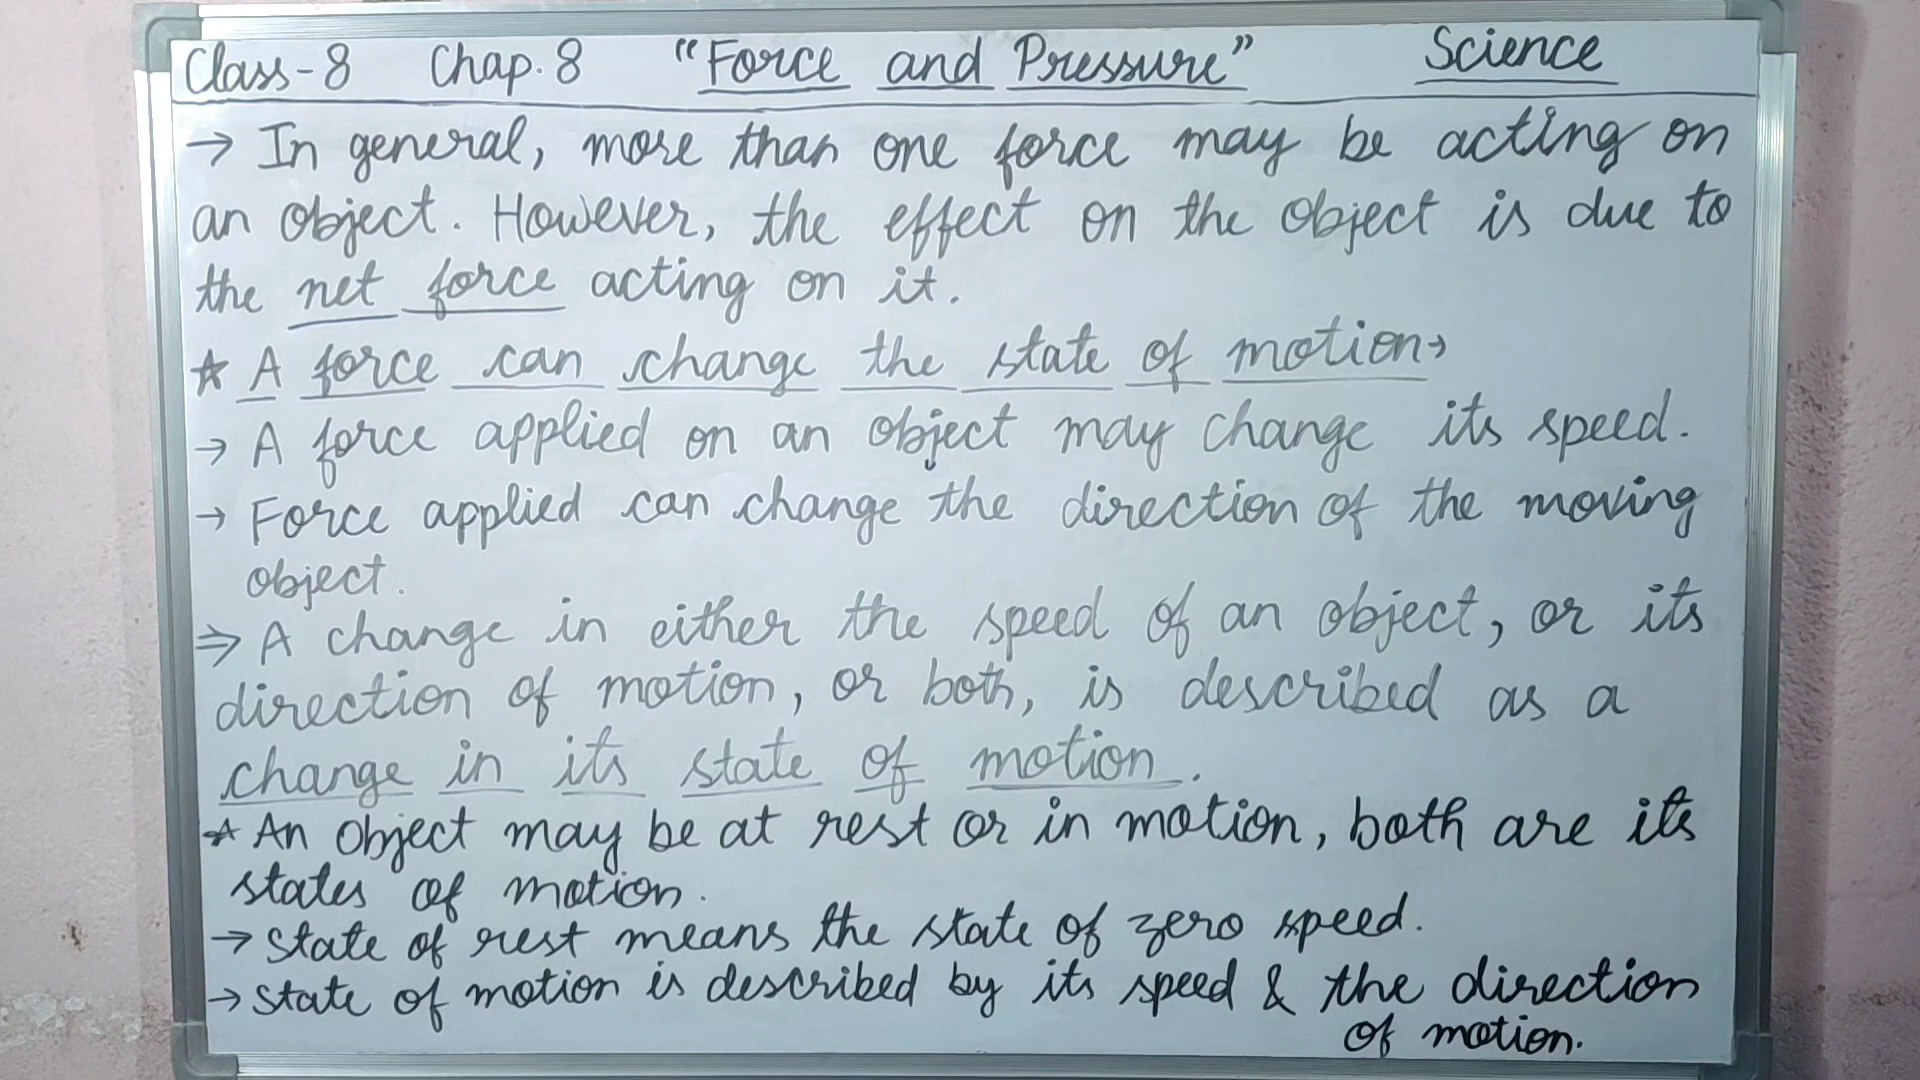 Class-8 Chap. 8 "Force and Pressure" Science
→ In general, more than one force may be acting on
an object. However, the effect on the object is due to
the net force acting on it.
☆ A force can change the state of motion→
→ A force applied on an object may change its speed.
→ Force applied can change the direction of the moving
object.
⇒ A change in either the speed of an object, or its
direction of motion, or both, is described as a
change in its state of motion.
☆ An object may be at rest or in motion, both are its
states of motion.
→ State of rest means the state of zero speed.
→ State of motion is described by its speed & the direction
of motion.